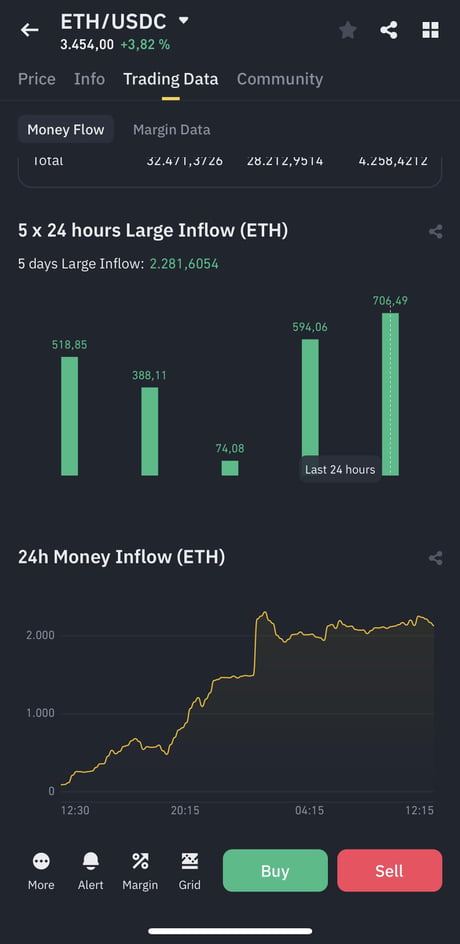 ETH/USDC
3.454,00 +3,82 %
Price Info Trading Data Community
Money Flow Margin Data
Total 32.471,3726 28.212,9514 4.258,4212
5 x 24 hours Large Inflow (ETH)
5 days Large Inflow: 2.281,6054
706,49
594,06
518,85
388,11
74,08
Last 24 hours
24h Money Inflow (ETH)
2.000
1.000
0
12:30 20:15 04:15 12:15
More Alert Margin Grid Buy Sell